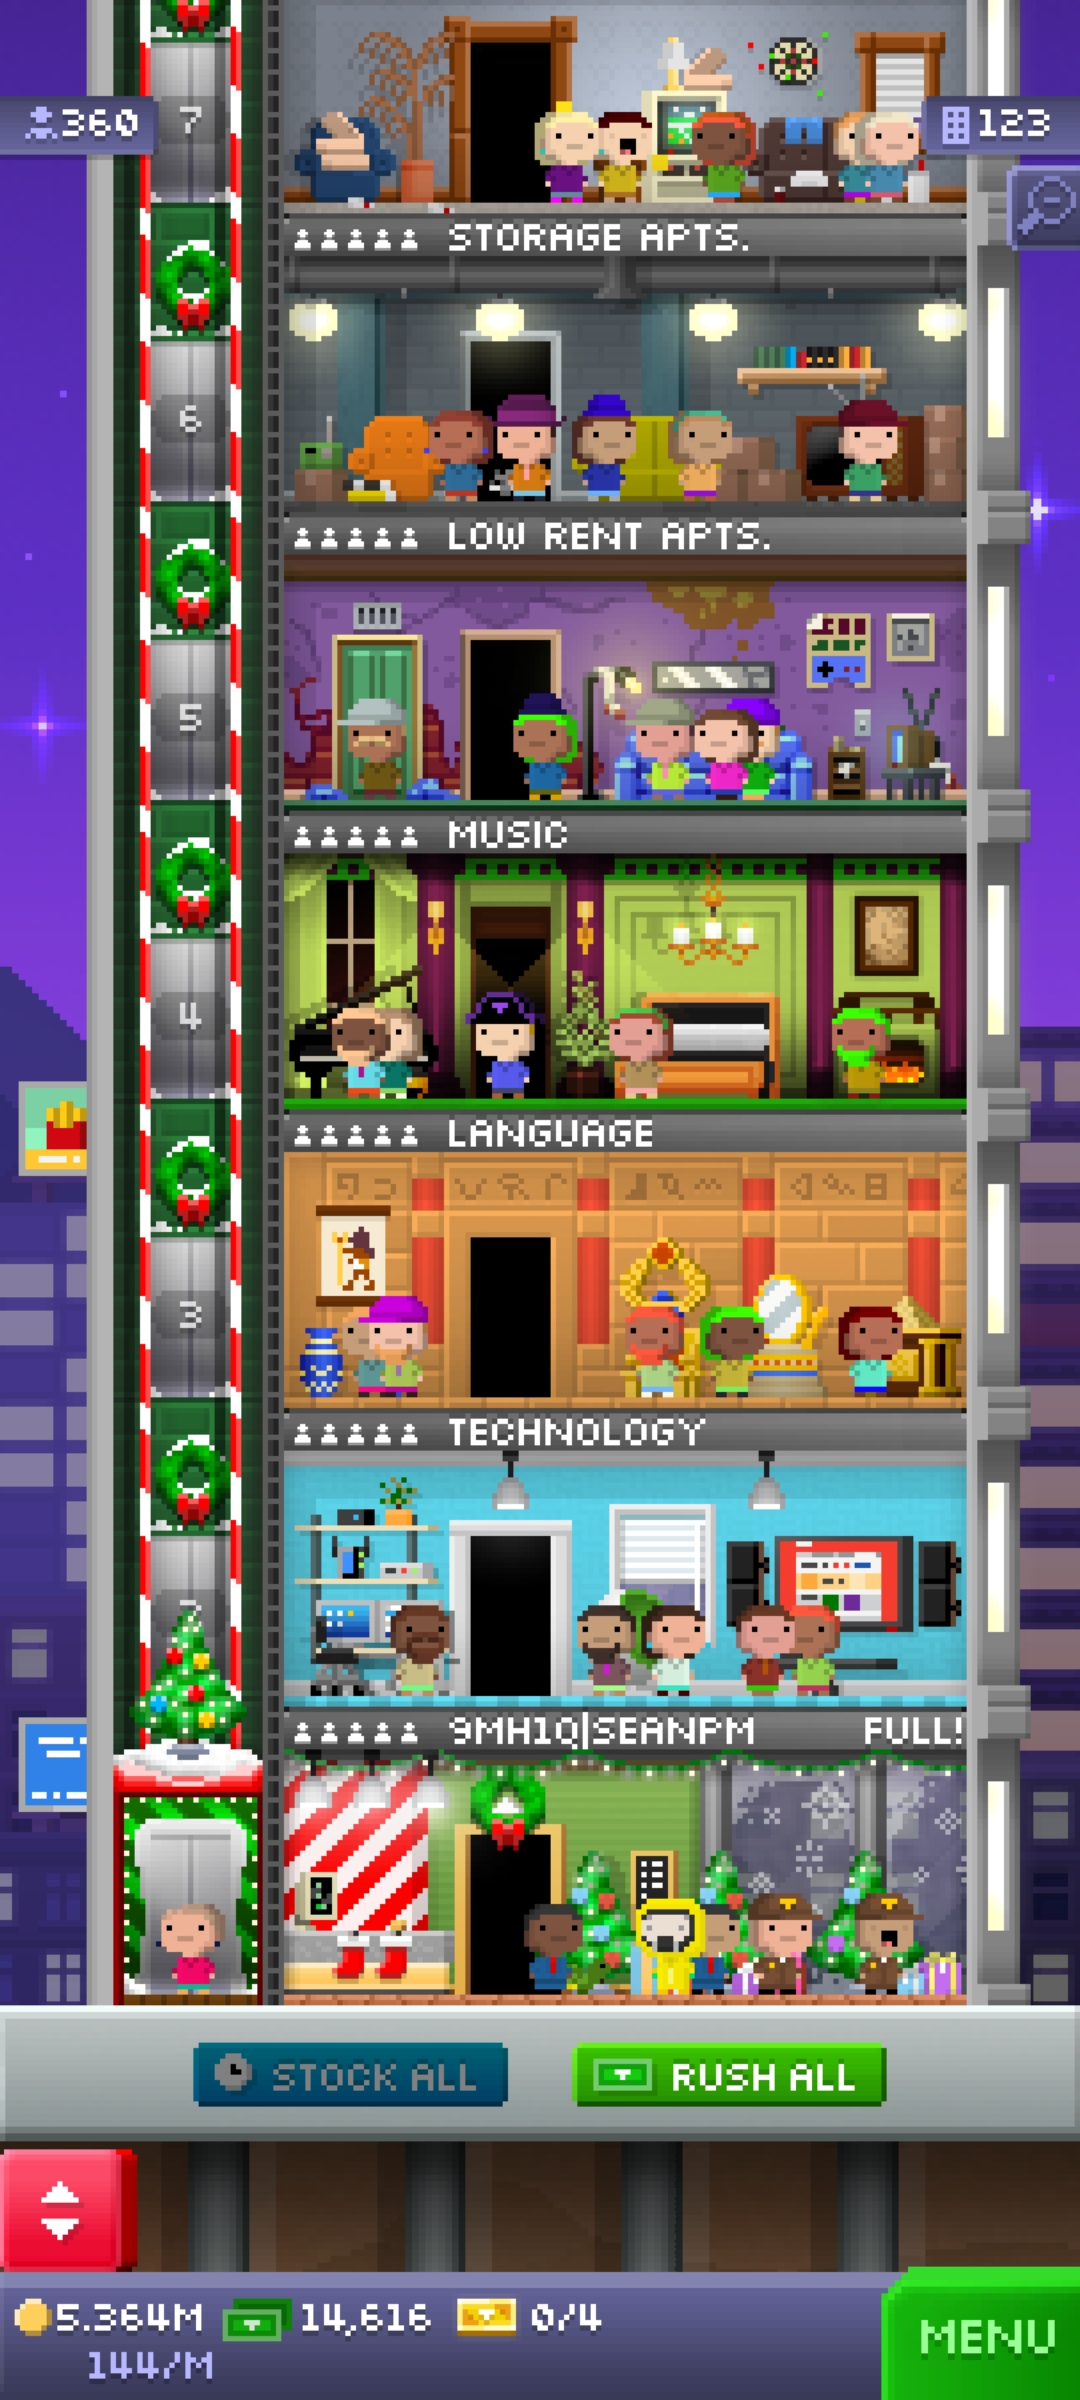 7
360
123
STORAGE APTS.
6
LOW RENT APTS.
5
MUSIC
4
LANGUAGE
3
TECHNOLOGY
9MH1Q|SEANPM FULL!
STOCK ALL
RUSH ALL
5.364M 14,616 0/4
144/M
MENU